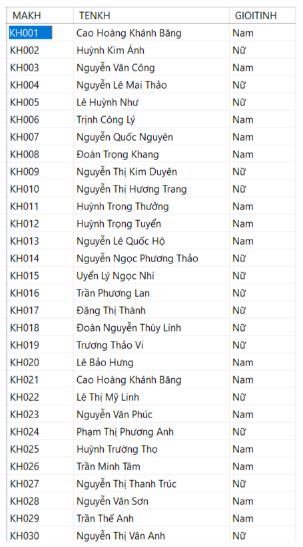 MAKH TENKH GIOITINH
KH001 Cao Hoàng Khánh Băng Nam
KH002 Huỳnh Kim Ánh Nữ
KH003 Nguyễn Văn Công Nam
KH004 Nguyễn Lê Mai Thảo Nữ
KH005 Lê Huỳnh Như Nữ
KH006 Trịnh Công Lý Nam
KH007 Nguyễn Quốc Nguyên Nam
KH008 Đoàn Trọng Khang Nam
KH009 Nguyễn Thị Kim Duyên Nữ
KH010 Nguyễn Thị Hương Trang Nữ
KH011 Huỳnh Trọng Thưởng Nam
KH012 Huỳnh Trọng Tuyển Nam
KH013 Nguyễn Lê Quốc Hộ Nam
KH014 Nguyễn Ngọc Phương Thảo Nữ
KH015 Uyển Lý Ngọc Nhi Nữ
KH016 Trần Phương Lan Nữ
KH017 Đặng Thị Thành Nữ
KH018 Đoàn Nguyễn Thùy Linh Nữ
KH019 Trương Thảo Vi Nữ
KH020 Lê Bảo Hưng Nam
KH021 Cao Hoàng Khánh Băng Nam
KH022 Lê Thị Mỹ Linh Nữ
KH023 Nguyễn Văn Phúc Nam
KH024 Phạm Thị Phương Anh Nữ
KH025 Huỳnh Trường Thọ Nam
KH026 Trần Minh Tâm Nam
KH027 Nguyễn Thị Thanh Trúc Nữ
KH028 Nguyễn Văn Sơn Nam
KH029 Trần Thế Anh Nam
KH030 Nguyễn Thị Vân Anh Nữ